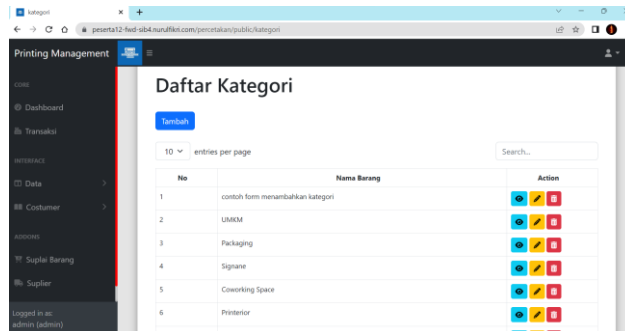 kategori
peserta12-fwd-sib4.nurulfikri.com/percetakan/public/kategori
Printing Management
CORE
Dashboard
Transaksi
INTERFACE
Data
Costumer
ADDONS
Suplai Barang
Suplier
Logged in as:
admin (admin)
Daftar Kategori
Tambah
10 entries per page
Search...
No Nama Barang Action
1 contoh form menambahkan kategori
2 UMKM
3 Packaging
4 Signane
5 Coworking Space
6 Printerior